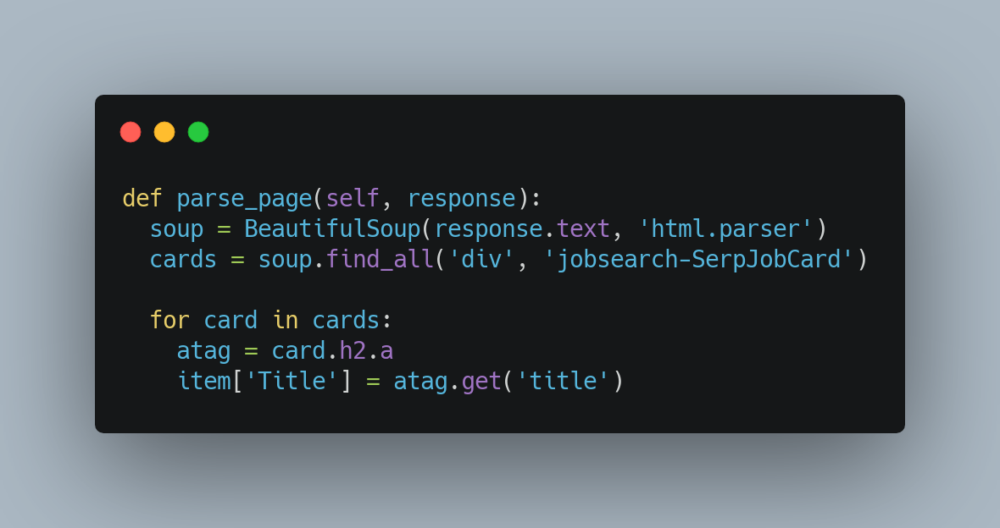 def parse_page(self, response):
  soup = BeautifulSoup(response.text, 'html.parser')
  cards = soup.find_all('div', 'jobsearch-SerpJobCard')

  for card in cards:
    atag = card.h2.a
    item['Title'] = atag.get('title')